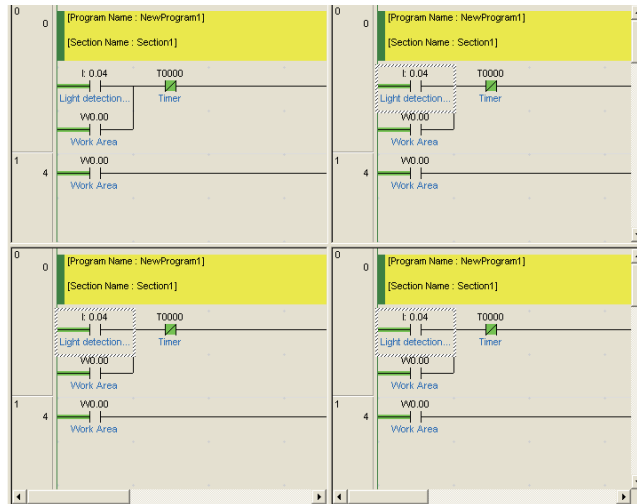 0 0 [Program Name : NewProgram1]
[Section Name : Section1]
I: 0.04 T0000
Light detection... Timer
W0.00
Work Area
1 4 W0.00
Work Area
0 0 [Program Name : NewProgram1]
[Section Name : Section1]
I: 0.04 T0000
Light detection... Timer
W0.00
Work Area
1 4 W0.00
Work Area
0 0 [Program Name : NewProgram1]
[Section Name : Section1]
I: 0.04 T0000
Light detection... Timer
W0.00
Work Area
1 4 W0.00
Work Area
0 0 [Program Name : NewProgram1]
[Section Name : Section1]
I: 0.04 T0000
Light detection... Timer
W0.00
Work Area
1 4 W0.00
Work Area